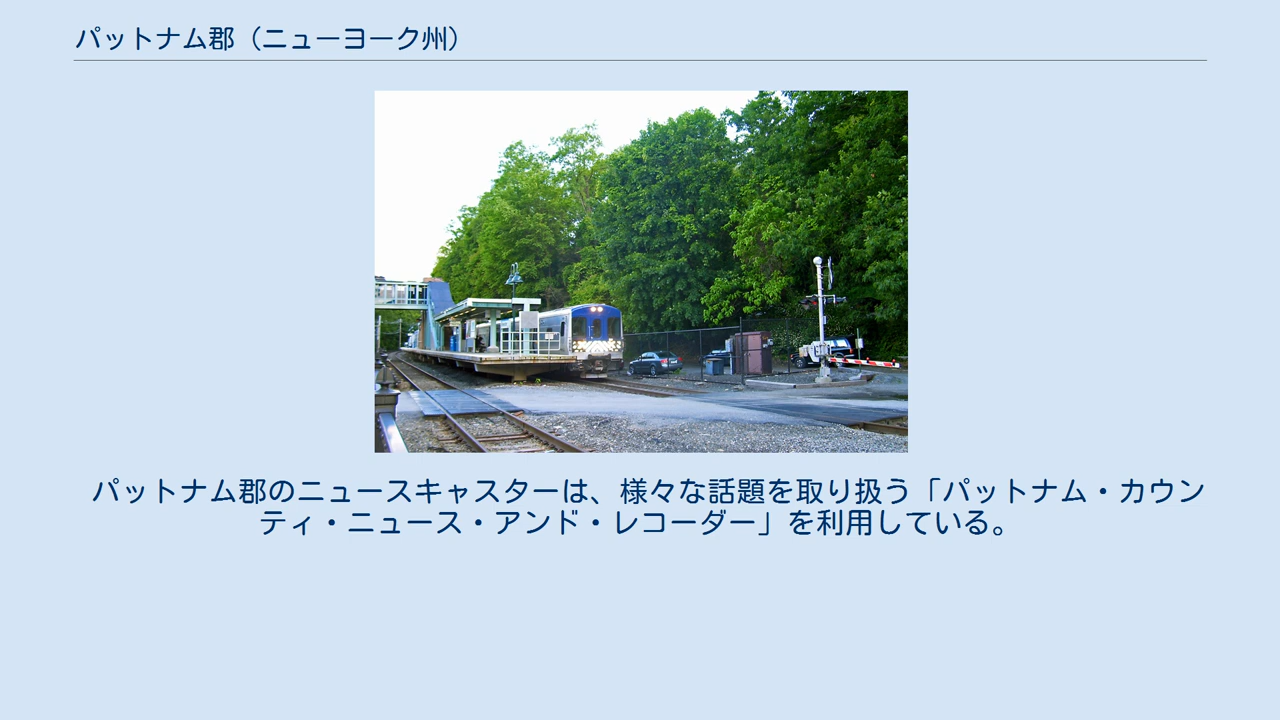 パットナム郡（ニューヨーク州）
パットナム郡のニュースキャスターは、様々な話題を取り扱う「パットナム・カウン
ティ・ニュース・アンド・レコーダー」を利用している。